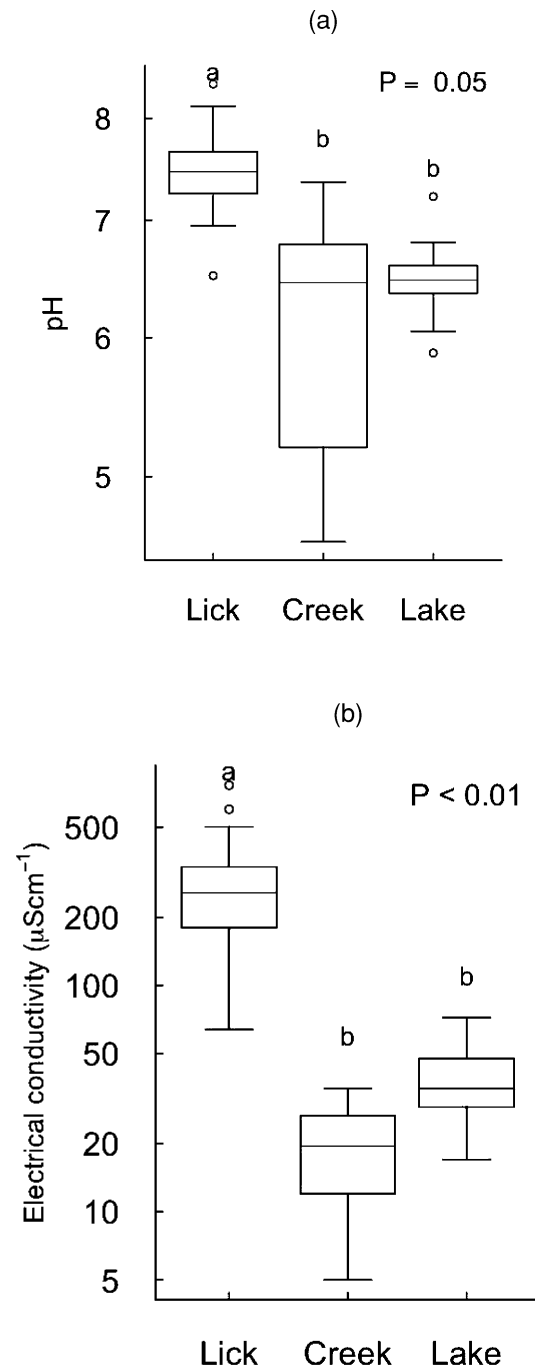 (a)
a
P = 0.05
8
b
b
7
pH
6
5
Lick Creek Lake
(b)
a
P < 0.01
500
200
b
100
b
50
Electrical conductivity (μScm⁻¹)
20
10
5
Lick Creek Lake